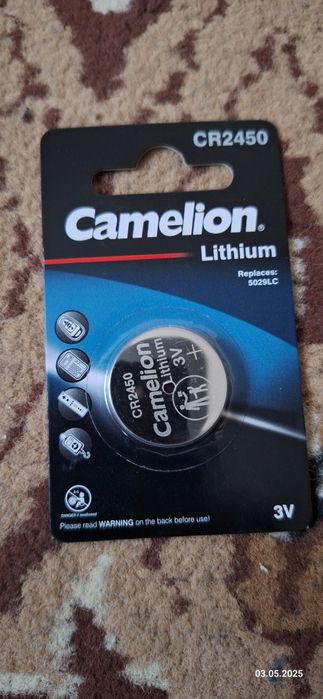 CR2450
Camelion®
Lithium
Replaces:
5029LC
CR2450
Camelion
Lithium
3V
+
Please read WARNING on the back before use!
3V
03.05.2025